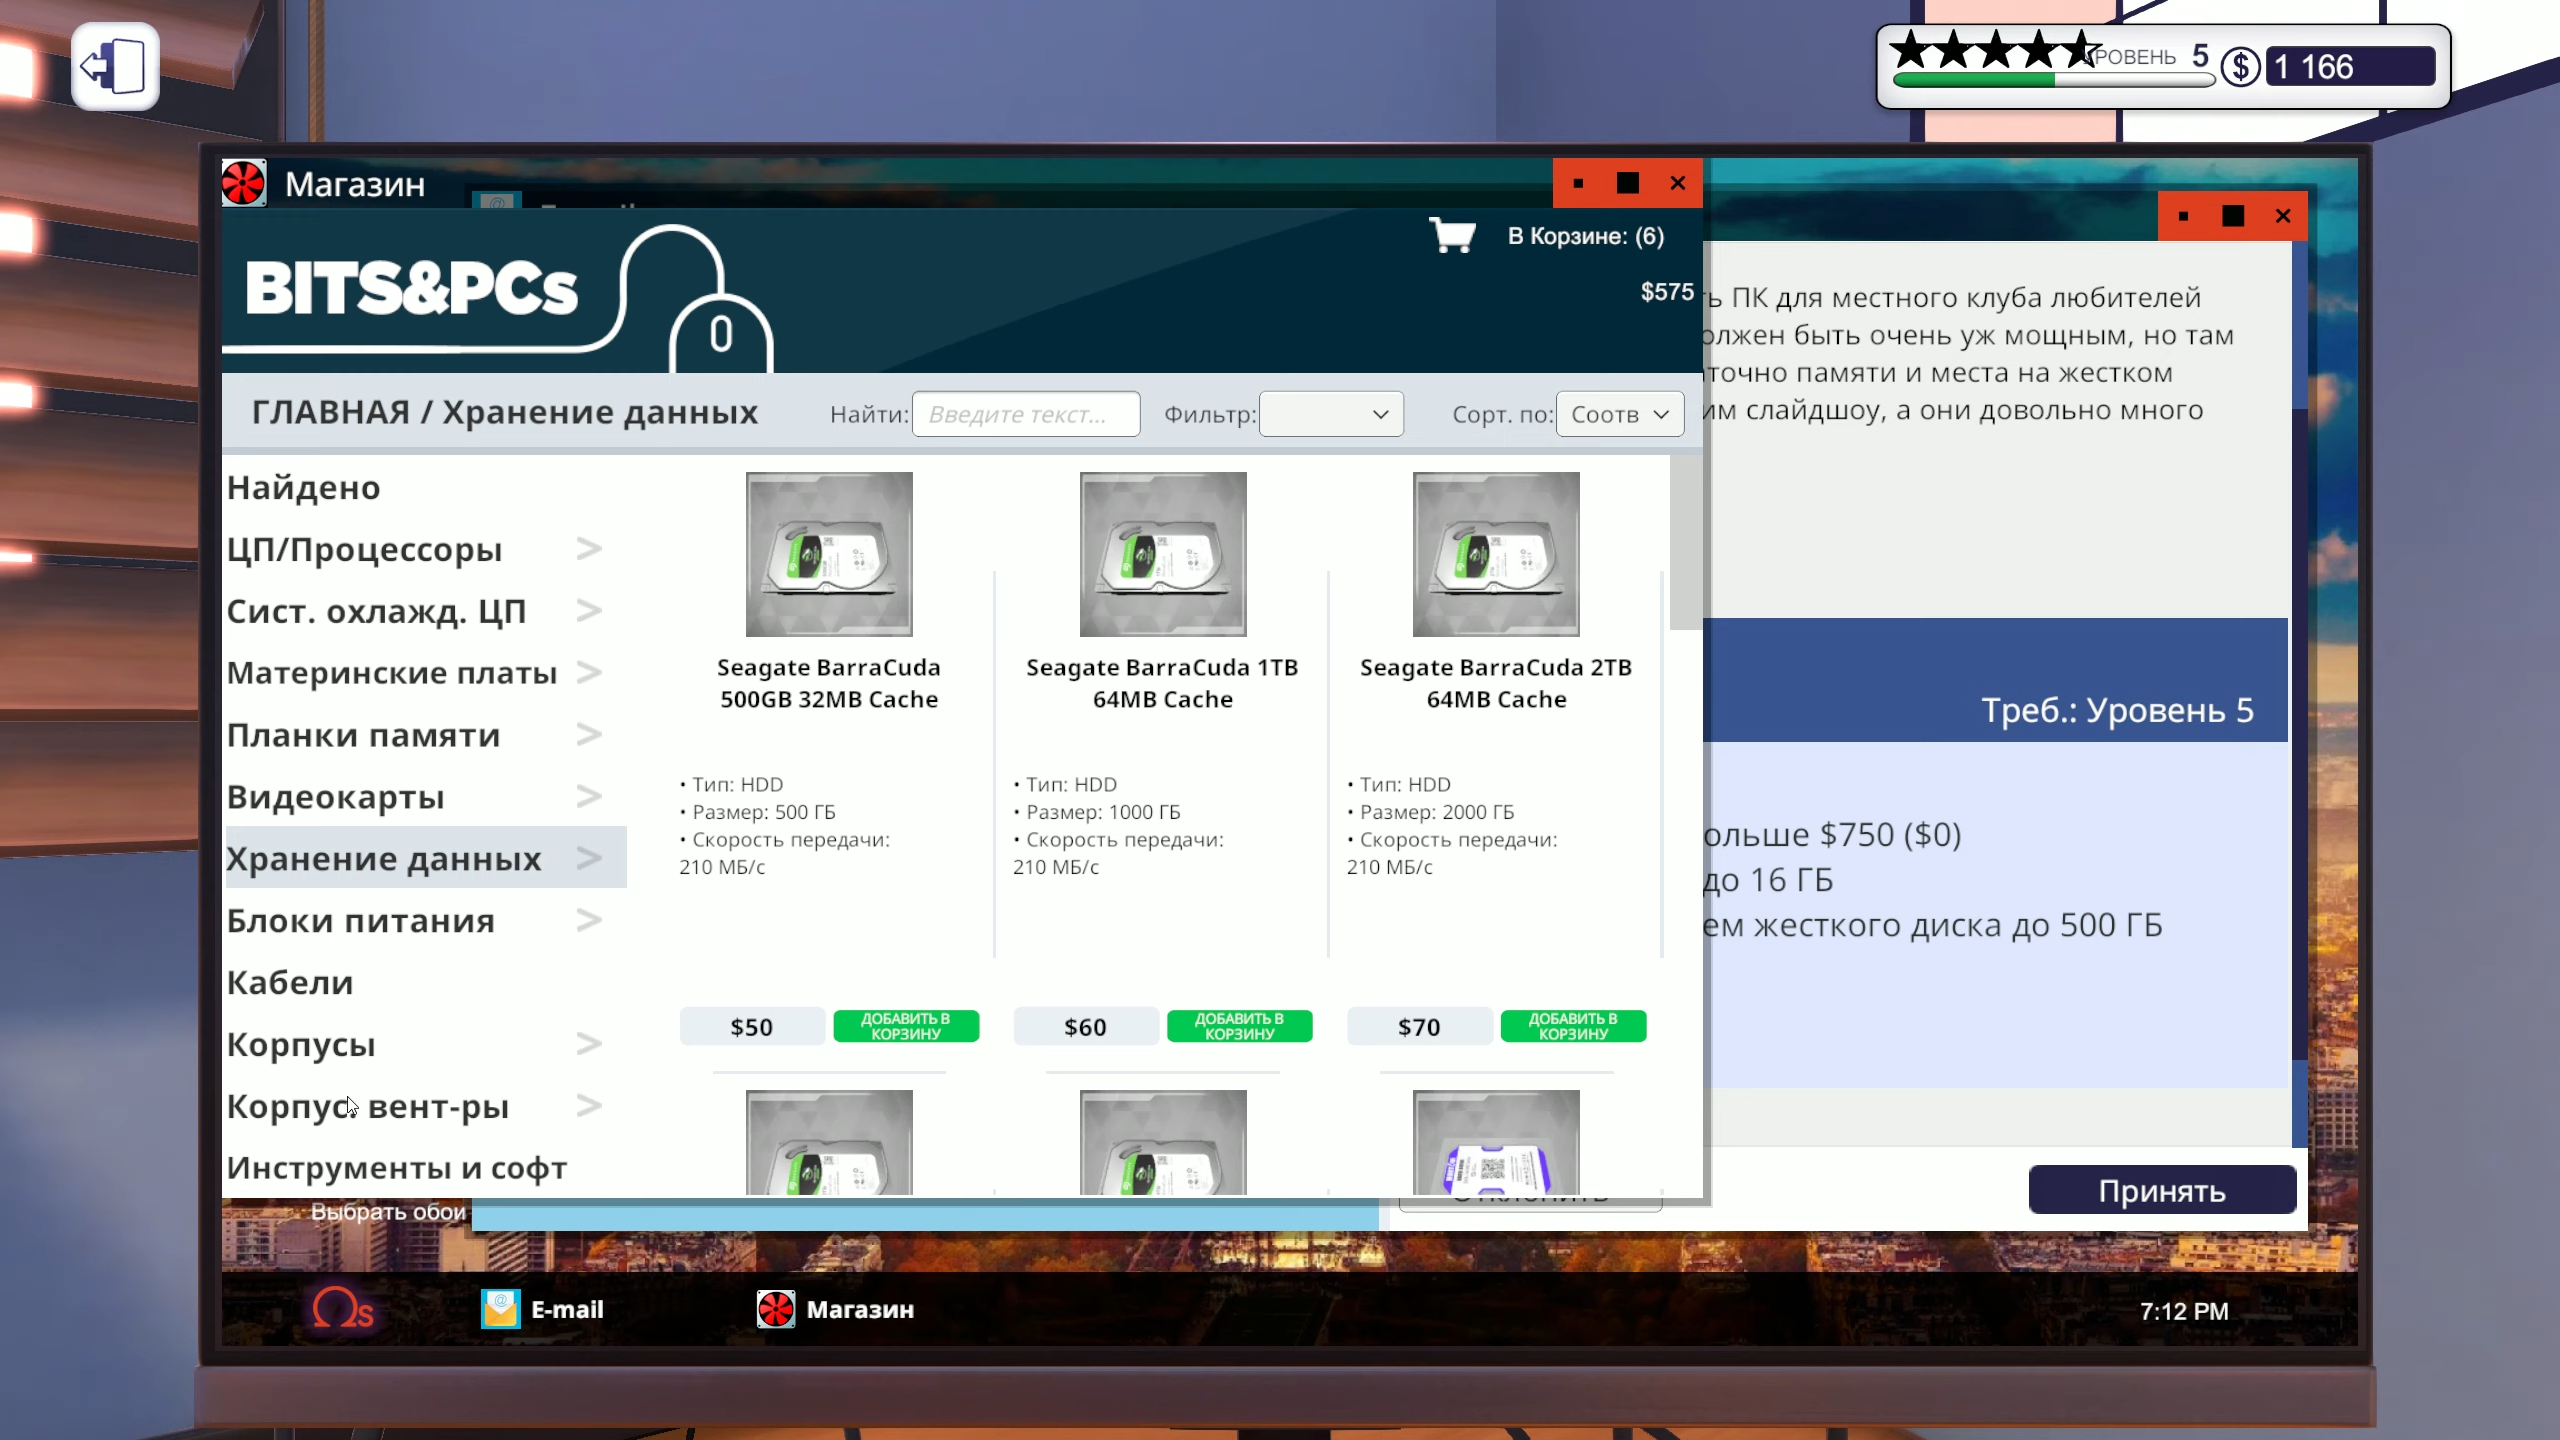 УРОВЕНЬ 5
1 166
Магазин
В Корзине: (6)
$575
BITS&PCs
ГЛАВНАЯ / Хранение данных
Найти: Введите текст...
Фильтр:
Сорт. по: Соотв
Найдено
ЦП/Процессоры
Сист. охлажд. ЦП
Материнские платы
Планки памяти
Видеокарты
Хранение данных
Блоки питания
Кабели
Корпусы
Корпус. вент-ры
Инструменты и софт
Seagate BarraCuda
500GB 32MB Cache
• Тип: HDD
• Размер: 500 ГБ
• Скорость передачи:
210 МБ/с
$50
ДОБАВИТЬ В
КОРЗИНУ
Seagate BarraCuda 1TB
64MB Cache
• Тип: HDD
• Размер: 1000 ГБ
• Скорость передачи:
210 МБ/с
$60
ДОБАВИТЬ В
КОРЗИНУ
Seagate BarraCuda 2TB
64MB Cache
• Тип: HDD
• Размер: 2000 ГБ
• Скорость передачи:
210 МБ/с
$70
ДОБАВИТЬ В
КОРЗИНУ
ь ПК для местного клуба любителей
олжен быть очень уж мощным, но там
точно памяти и места на жестком
им слайдшоу, а они довольно много
Треб.: Уровень 5
ольше $750 ($0)
до 16 ГБ
ем жесткого диска до 500 ГБ
Принять
Выбрать обои
E-mail
Магазин
7:12 PM